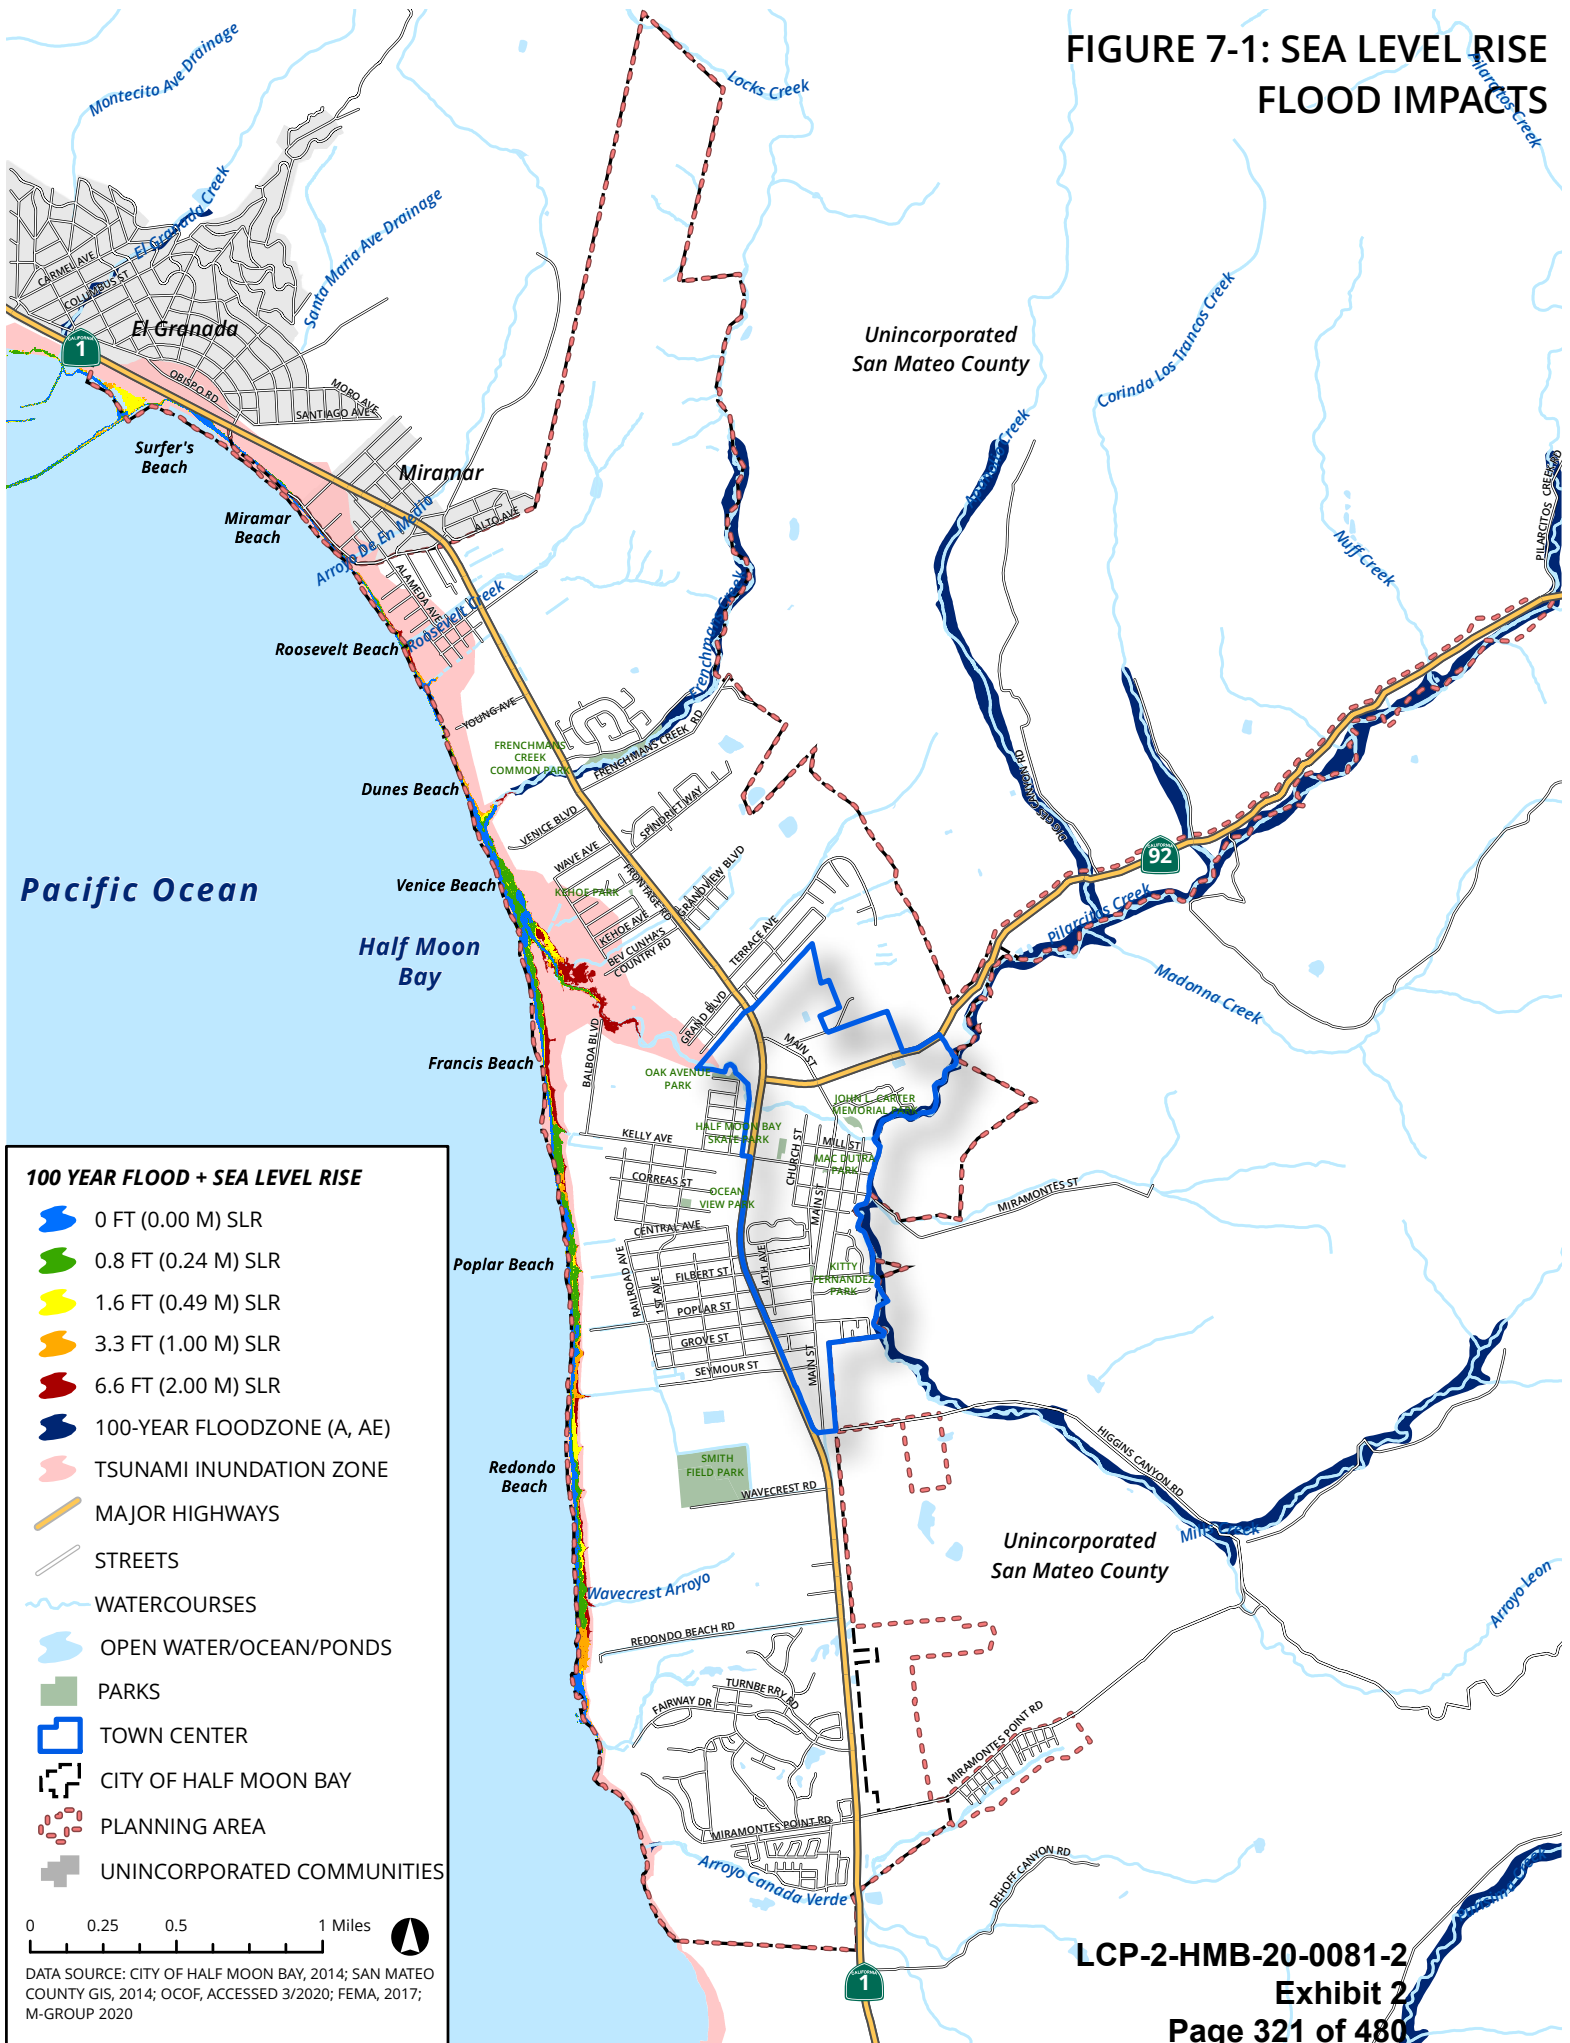 FIGURE 7-1: SEA LEVEL RISE
FLOOD IMPACTS
Montecito Ave Drainage
Locks Creek
Pilarcitos Creek
El Granada Creek
Santa Maria Ave Drainage
CARMEL AVE
COLUMBUS ST
El Granada
CALIFORNIA
1
OBISPO RD
MORO AVE
SANTIAGO AVE
Unincorporated
San Mateo County
Corinda Los Trancos Creek
Surfer's
Beach
Miramar
ALTO AVE
Miramar
Beach
Arroyo De En Medio
ALAMEDA AVE
Nuff Creek
PILARCITOS CREEK RD
Roosevelt Creek
Roosevelt Beach
Frenchmans Creek
YOUNG AVE
FRENCHMANS
CREEK
COMMON PARK
FRENCHMANS CREEK RD
Dunes Beach
VENICE BLVD
SPINDRIFT WAY
DIGGES CANYON RD
WAVE AVE
CALIFORNIA
92
Pacific Ocean
Venice Beach
KEHOE PARK
FRONTAGE RD
GRANDVIEW BLVD
KEHOE AVE
BEV CUNHA'S
COUNTRY RD
TERRACE AVE
Pilarcitos Creek
Half Moon
Bay
Madonna Creek
GRAND BLVD
BALBOA BLVD
MAIN ST
Francis Beach
OAK AVENUE
PARK
JOHN L. CARTER
MEMORIAL PARK
HALF MOON BAY
SKATE PARK
KELLY AVE
CHURCH ST
MILL ST
MAC DUTRA
PARK
CORREAS ST
OCEAN
VIEW PARK
MAIN ST
MIRAMONTES ST
CENTRAL AVE
Poplar Beach
RAILROAD AVE
1ST AVE
FILBERT ST
4TH AVE
KITTY
FERNANDEZ
PARK
POPLAR ST
GROVE ST
SEYMOUR ST
MAIN ST
HIGGINS CANYON RD
Redondo
Beach
SMITH
FIELD PARK
WAVECREST RD
Mills Creek
Unincorporated
San Mateo County
Wavecrest Arroyo
Arroyo Leon
REDONDO BEACH RD
FAIRWAY DR
TURNBERRY RD
MIRAMONTES POINT RD
MIRAMONTES POINT RD
Arroyo Canada Verde
DEHOFF CANYON RD
CALIFORNIA
1
100 YEAR FLOOD + SEA LEVEL RISE
0 FT (0.00 M) SLR
0.8 FT (0.24 M) SLR
1.6 FT (0.49 M) SLR
3.3 FT (1.00 M) SLR
6.6 FT (2.00 M) SLR
100-YEAR FLOODZONE (A, AE)
TSUNAMI INUNDATION ZONE
MAJOR HIGHWAYS
STREETS
WATERCOURSES
OPEN WATER/OCEAN/PONDS
PARKS
TOWN CENTER
CITY OF HALF MOON BAY
PLANNING AREA
UNINCORPORATED COMMUNITIES
0 0.25 0.5 1 Miles
DATA SOURCE: CITY OF HALF MOON BAY, 2014; SAN MATEO
COUNTY GIS, 2014; OCOF, ACCESSED 3/2020; FEMA, 2017;
M-GROUP 2020
LCP-2-HMB-20-0081-2
Exhibit 2
Page 321 of 480